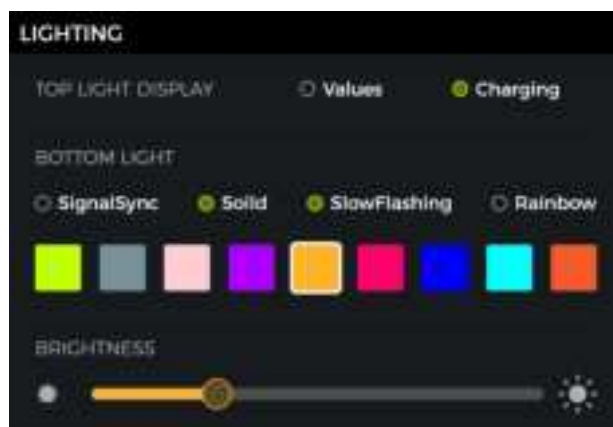 LIGHTING
TOP LIGHT DISPLAY Values Charging
BOTTOM LIGHT
SignalSync Solid SlowFlashing Rainbow
BRIGHTNESS